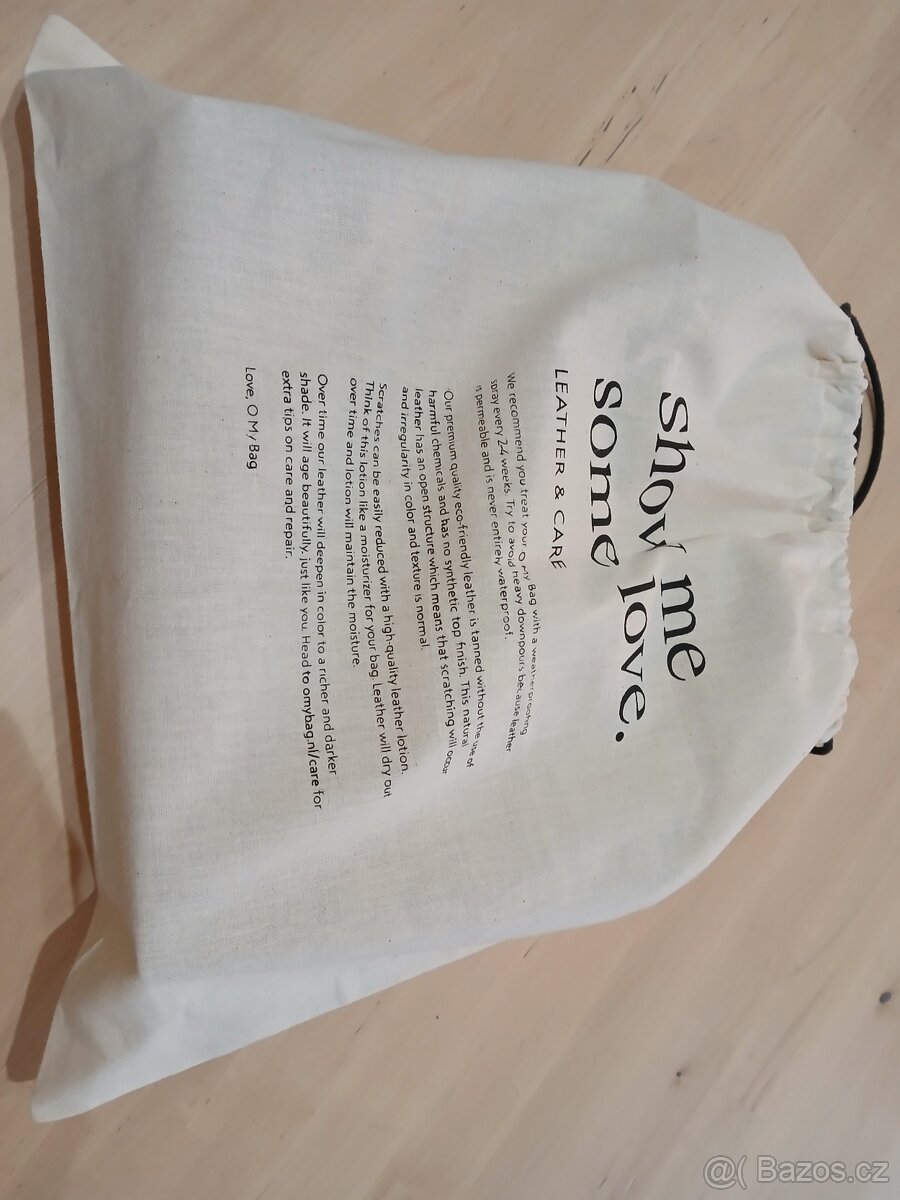 show me
some love.
LEATHER & CARE
We recommend you treat your O My Bag with a weatherproofing
spray every 2-4 weeks. Try to avoid heavy downpours because leather
is permeable and is never entirely waterproof.
Our premium quality eco-friendly leather is tanned without the use of
harmful chemicals and has no synthetic top finish. This natural
leather has an open structure which means that scratching will occur
and irregularity in color and texture is normal.
Scratches can be easily reduced with a high-quality leather lotion.
Think of this lotion like a moisturizer for your bag. Leather will dry out
over time and lotion will maintain the moisture.
Over time our leather will deepen in color to a richer and darker
shade. It will age beautifully, just like you. Head to omybag.nl/care for
extra tips on care and repair.
Love, O My Bag
@( Bazos.cz